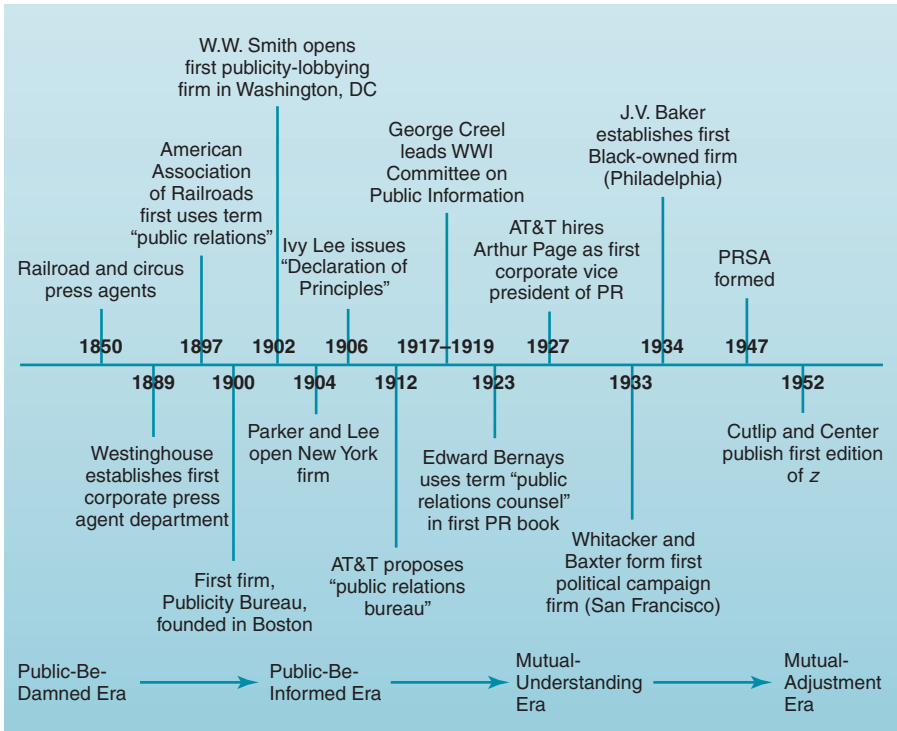 W.W. Smith opens
first publicity-lobbying
firm in Washington, DC
George Creel
leads WWI
Committee on
Public Information
J.V. Baker
establishes first
Black-owned firm
(Philadelphia)
American
Association
of Railroads
first uses term
“public relations”
Ivy Lee issues
“Declaration of
Principles”
AT&T hires
Arthur Page as first
corporate vice
president of PR
PRSA
formed
Railroad and circus
press agents
1850 1897 1902 1906 1917–1919 1927 1934 1947
1889 1900 1904 1912 1923 1933 1952
Westinghouse
establishes first
corporate press
agent department
Parker and Lee
open New York
firm
Edward Bernays
uses term “public
relations counsel”
in first PR book
Cutlip and Center
publish first edition
of z
First firm,
Publicity Bureau,
founded in Boston
AT&T proposes
“public relations
bureau”
Whitacker and
Baxter form first
political campaign
firm (San Francisco)
Public-Be-
Damned Era
Public-Be-
Informed Era
Mutual-
Understanding
Era
Mutual-
Adjustment
Era